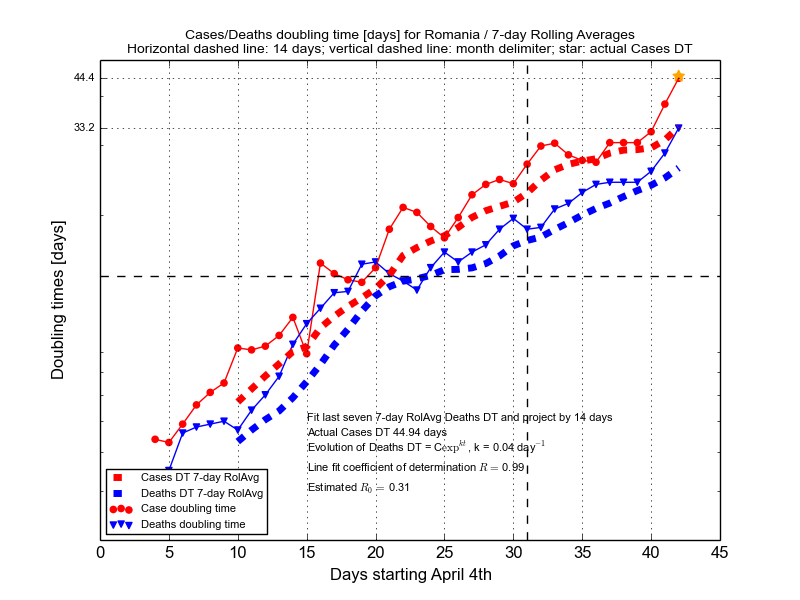 Cases/Deaths doubling time [days] for Romania / 7-day Rolling Averages
Horizontal dashed line: 14 days; vertical dashed line: month delimiter; star: actual Cases DT
44.4
33.2
Doubling times [days]
Fit last seven 7-day RolAvg Deaths DT and project by 14 days
Actual Cases DT 44.94 days
Evolution of Deaths DT = Cexp^{kt}, k = 0.04 day^{-1}
Line fit coefficient of determination R = 0.99
Estimated R_0 = 0.31
Cases DT 7-day RolAvg
Deaths DT 7-day RolAvg
Case doubling time
Deaths doubling time
0 5 10 15 20 25 30 35 40 45
Days starting April 4th